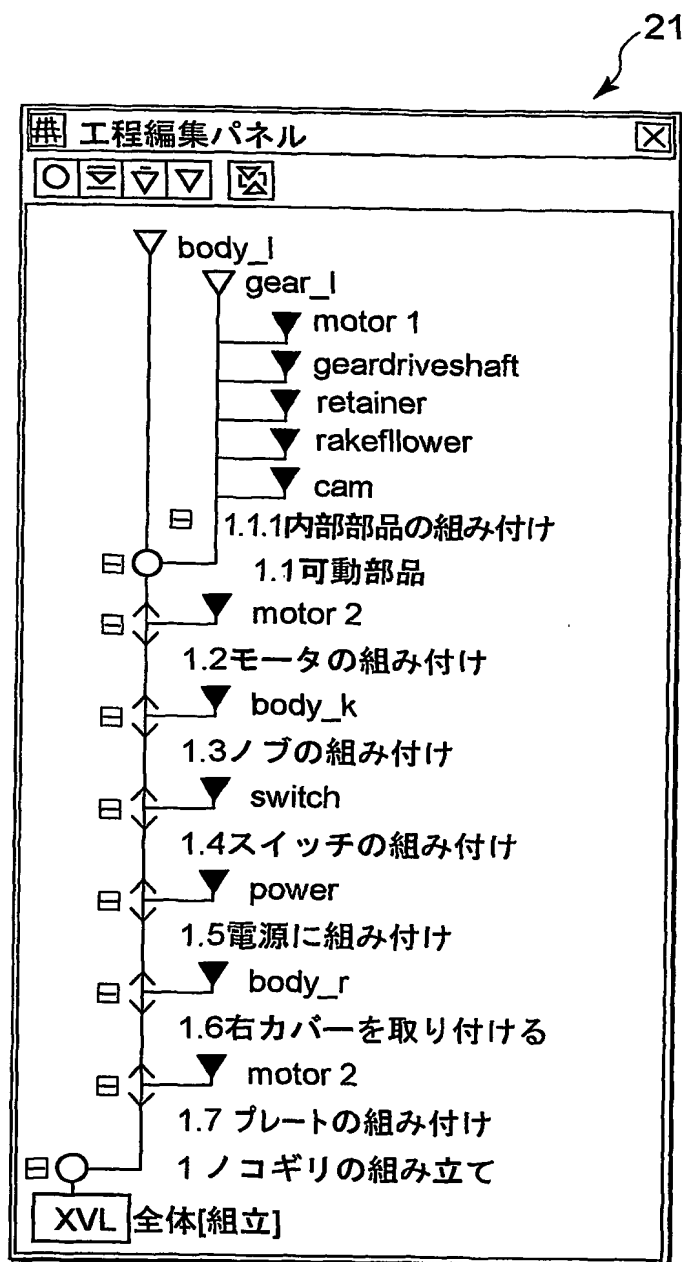 21
工程編集パネル
body_l
gear_l
motor 1
geardriveshaft
retainer
rakefllower
cam
1.1.1内部部品の組み付け
1.1可動部品
motor 2
1.2モータの組み付け
body_k
1.3ノブの組み付け
switch
1.4スイッチの組み付け
power
1.5電源に組み付け
body_r
1.6右カバーを取り付ける
motor 2
1.7 プレートの組み付け
1 ノコギリの組み立て
XVL 全体[組立]